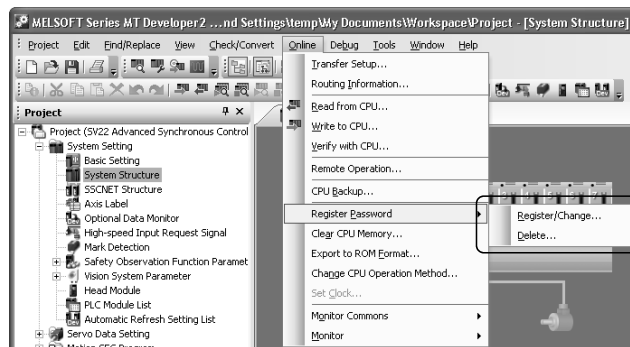 MELSOFT Series MT Developer2 ...nd Settings\temp\My Documents\Workspace\Project - [System Structure]
Project Edit Find/Replace View Check/Convert Online Debug Tools Window Help
Transfer Setup...
Routing Information...
Read from CPU...
Write to CPU...
Verify with CPU...
Remote Operation...
CPU Backup...
Register Password
Register/Change...
Delete...
Clear CPU Memory...
Export to ROM Format...
Change CPU Operation Method...
Set Clock...
Monitor Commons
Monitor
Project
Project (SV22 Advanced Synchronous Control
System Setting
Basic Setting
System Structure
SSCNET Structure
Axis Label
Optional Data Monitor
High-speed Input Request Signal
Mark Detection
Safety Observation Function Paramet
Vision System Parameter
Head Module
PLC Module List
Automatic Refresh Setting List
Servo Data Setting